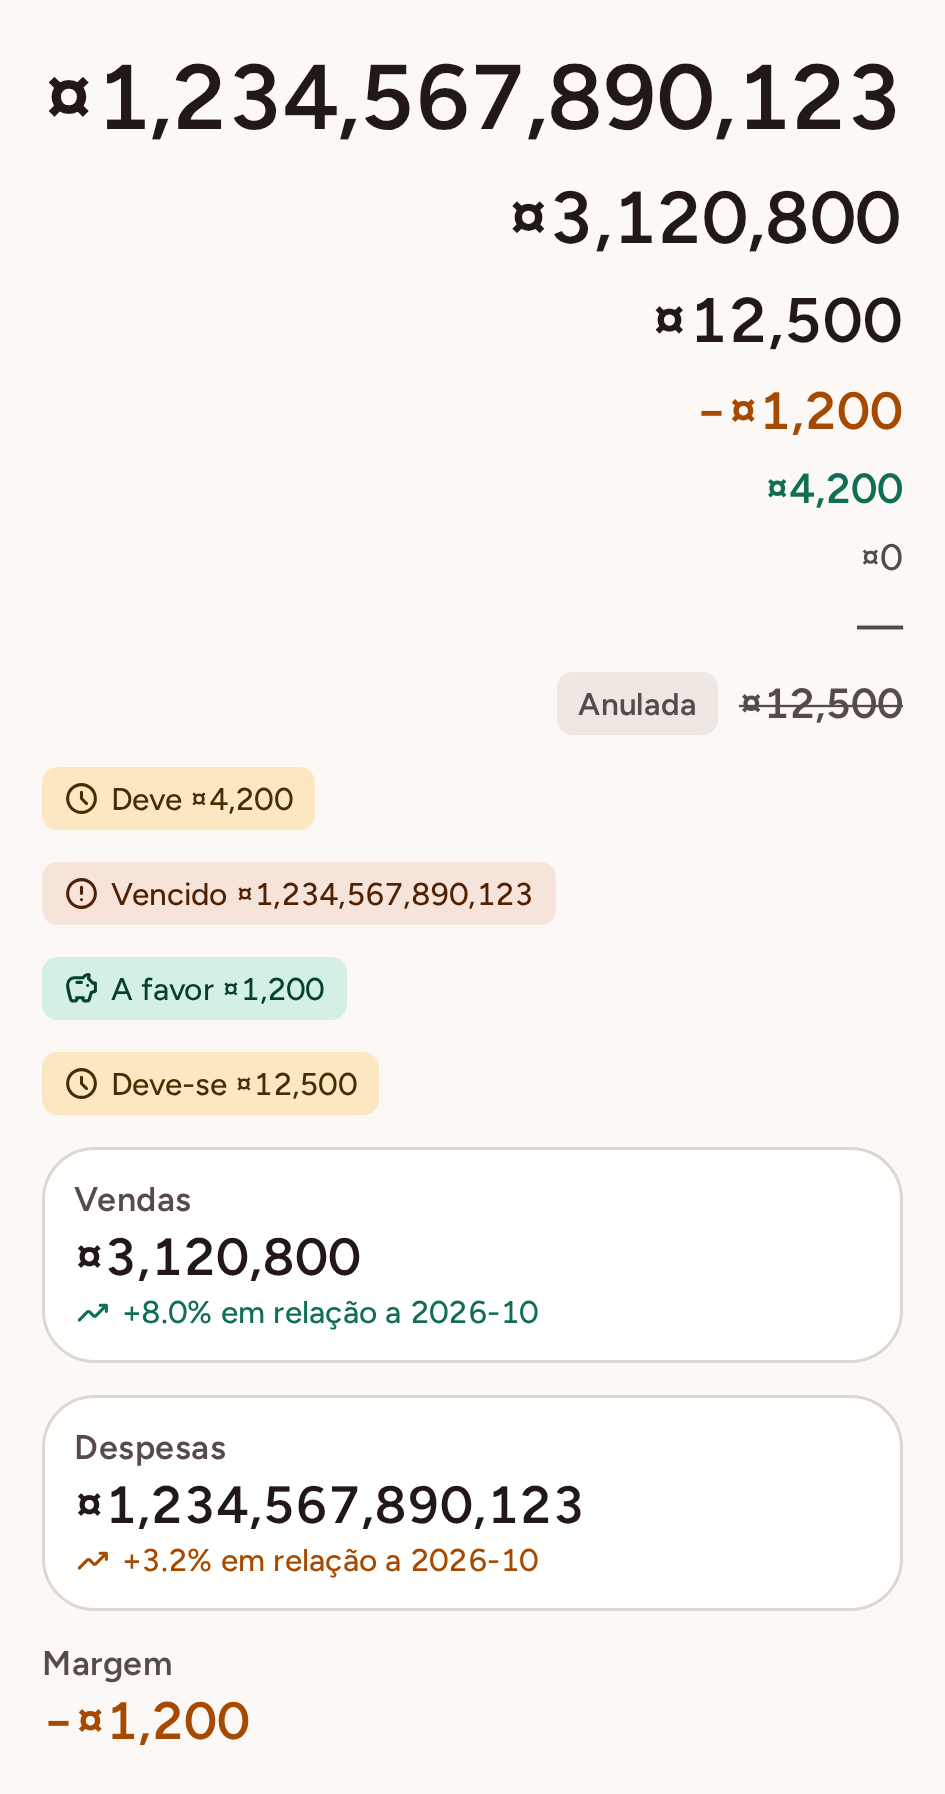 ¤1,234,567,890,123
¤3,120,800
¤12,500
−¤1,200
¤4,200
¤0
—
Anulada ¤12,500
Deve ¤4,200
Vencido ¤1,234,567,890,123
A favor ¤1,200
Deve-se ¤12,500
Vendas
¤3,120,800
+8.0% em relação a 2026-10
Despesas
¤1,234,567,890,123
+3.2% em relação a 2026-10
Margem
−¤1,200